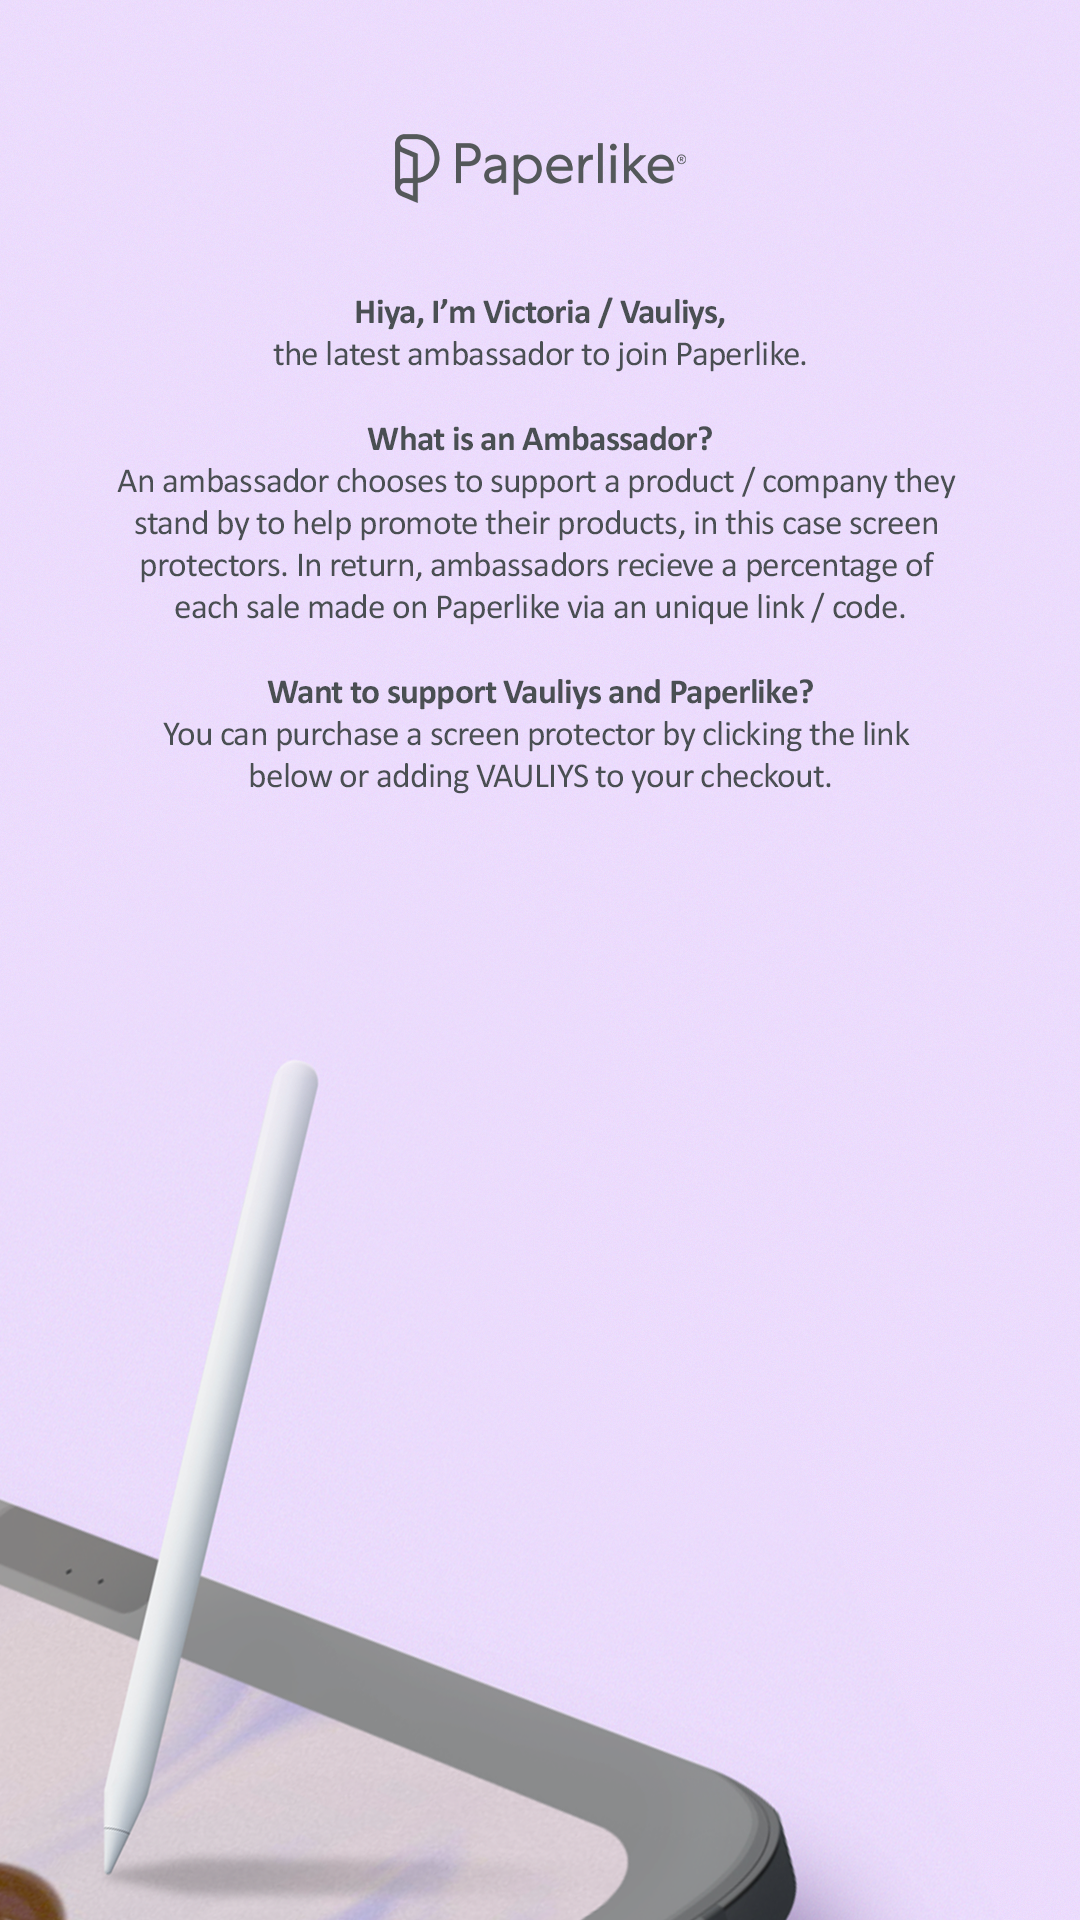 Paperlike®
Hiya, I’m Victoria / Vauliys,
the latest ambassador to join Paperlike.
What is an Ambassador?
An ambassador chooses to support a product / company they
stand by to help promote their products, in this case screen
protectors. In return, ambassadors recieve a percentage of
each sale made on Paperlike via an unique link / code.
Want to support Vauliys and Paperlike?
You can purchase a screen protector by clicking the link
below or adding VAULIYS to your checkout.